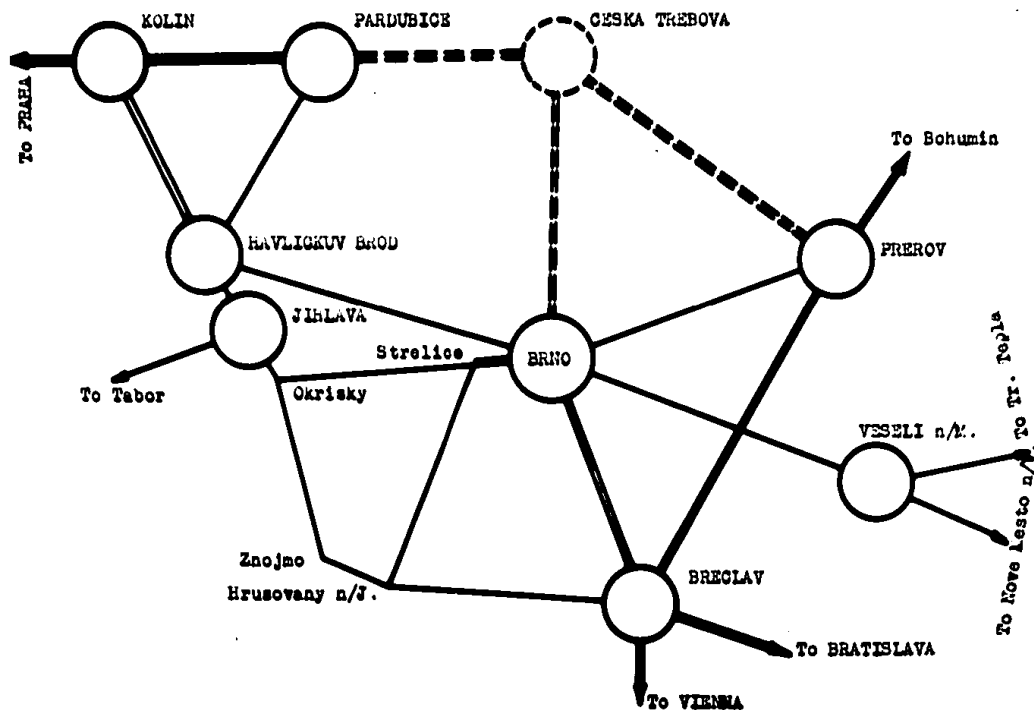 KOLIN
PARDUBICE
CESKA TREBOVA
To PRAHA
To Bohumin
HAVLICKUV BROD
PREROV
JIHLAVA
Strelice
BRNO
To Tabor
Okrisky
To Tr. Tepla
VESELI n/M.
To Nove Mesto n/V.
Znojmo
Hrusovany n/J.
BRECLAV
To BRATISLAVA
To VIENNA